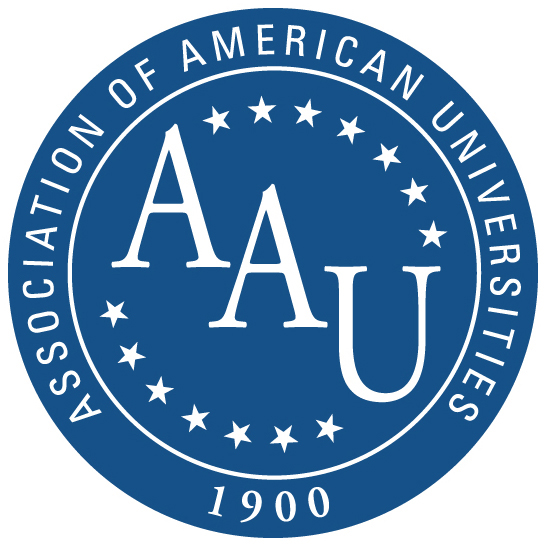 ASSOCIATION OF AMERICAN UNIVERSITIES
AAU
1900